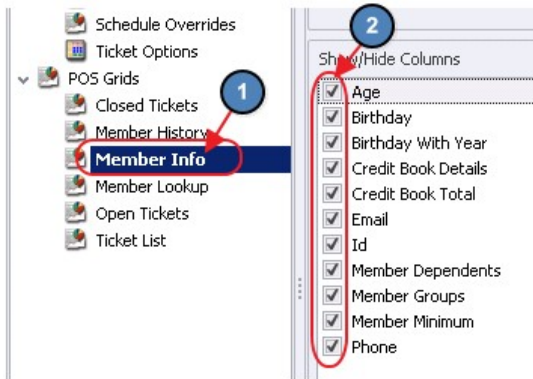 Schedule Overrides
Ticket Options
POS Grids
Closed Tickets
1
Member History
Member Info
Member Lookup
Open Tickets
Ticket List
2
Show/Hide Columns
Age
Birthday
Birthday With Year
Credit Book Details
Credit Book Total
Email
Id
Member Dependents
Member Groups
Member Minimum
Phone